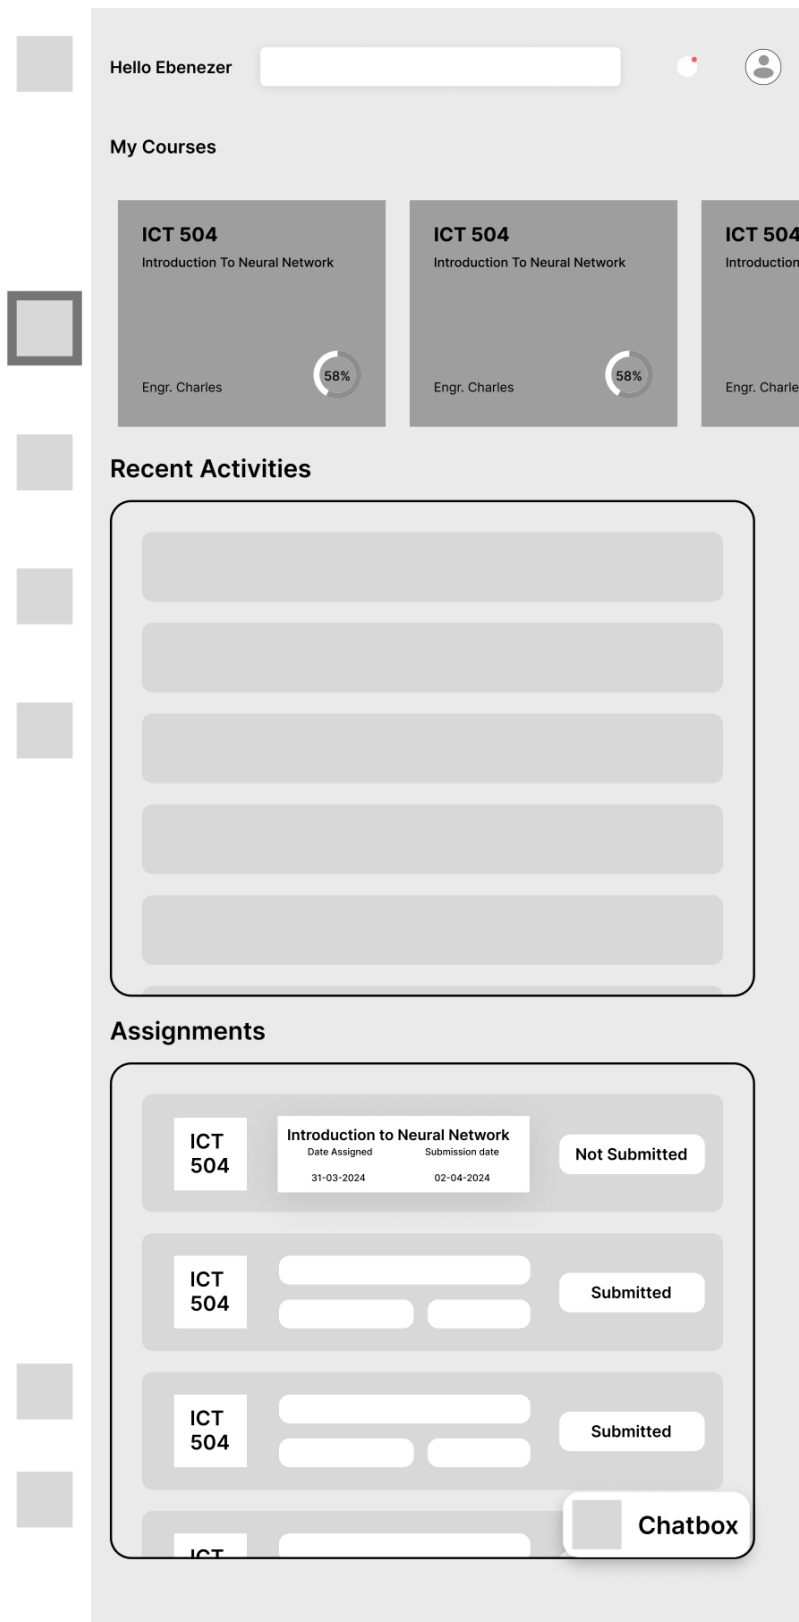 Hello Ebenezer
My Courses
ICT 504
Introduction To Neural Network
Engr. Charles
58%
ICT 504
Introduction To Neural Network
Engr. Charles
58%
ICT 504
Introduction
Engr. Charle
Recent Activities
Assignments
ICT
504
Introduction to Neural Network
Date Assigned Submission date
31-03-2024 02-04-2024
Not Submitted
ICT
504
Submitted
ICT
504
Submitted
ICT
Chatbox